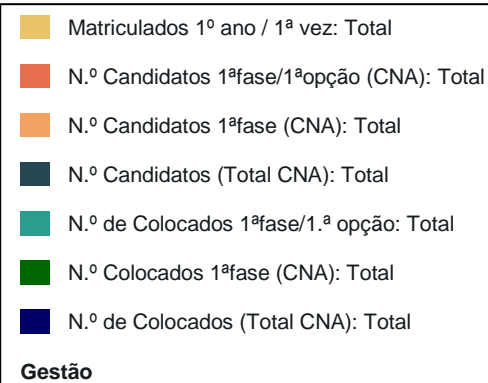 Matriculados 1º ano / 1ª vez: Total
N.º Candidatos 1ªfase/1ªopção (CNA): Total
N.º Candidatos 1ªfase (CNA): Total
N.º Candidatos (Total CNA): Total
N.º de Colocados 1ªfase/1.ª opção: Total
N.º Colocados 1ªfase (CNA): Total
N.º de Colocados (Total CNA): Total
Gestão